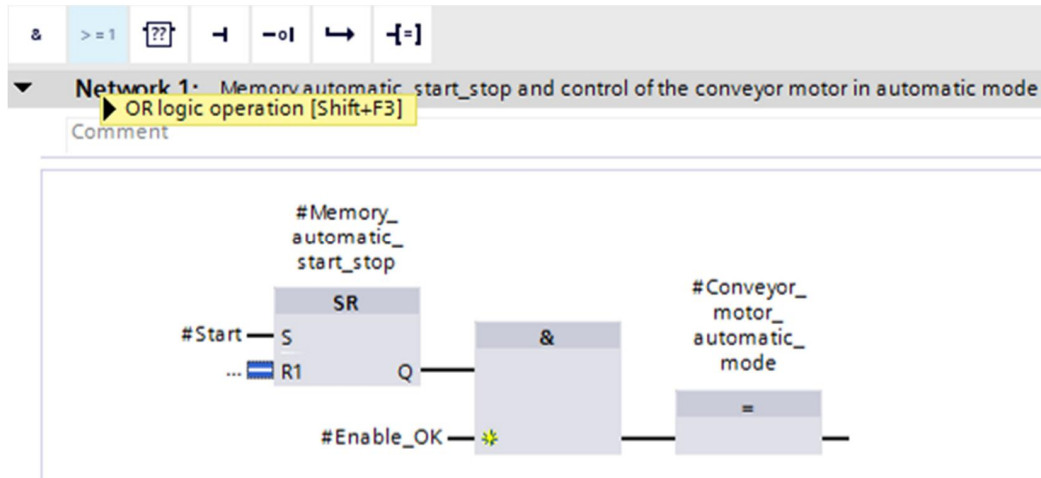 & >=1 ?? ⊣ –o| ↦ –[=]
Network 1: Memory automatic_start_stop and control of the conveyor motor in automatic mode
OR logic operation [Shift+F3]
Comment
#Memory_
automatic_
start_stop
SR
#Start S
... R1 Q
&
#Enable_OK
#Conveyor_
motor_
automatic_
mode
=